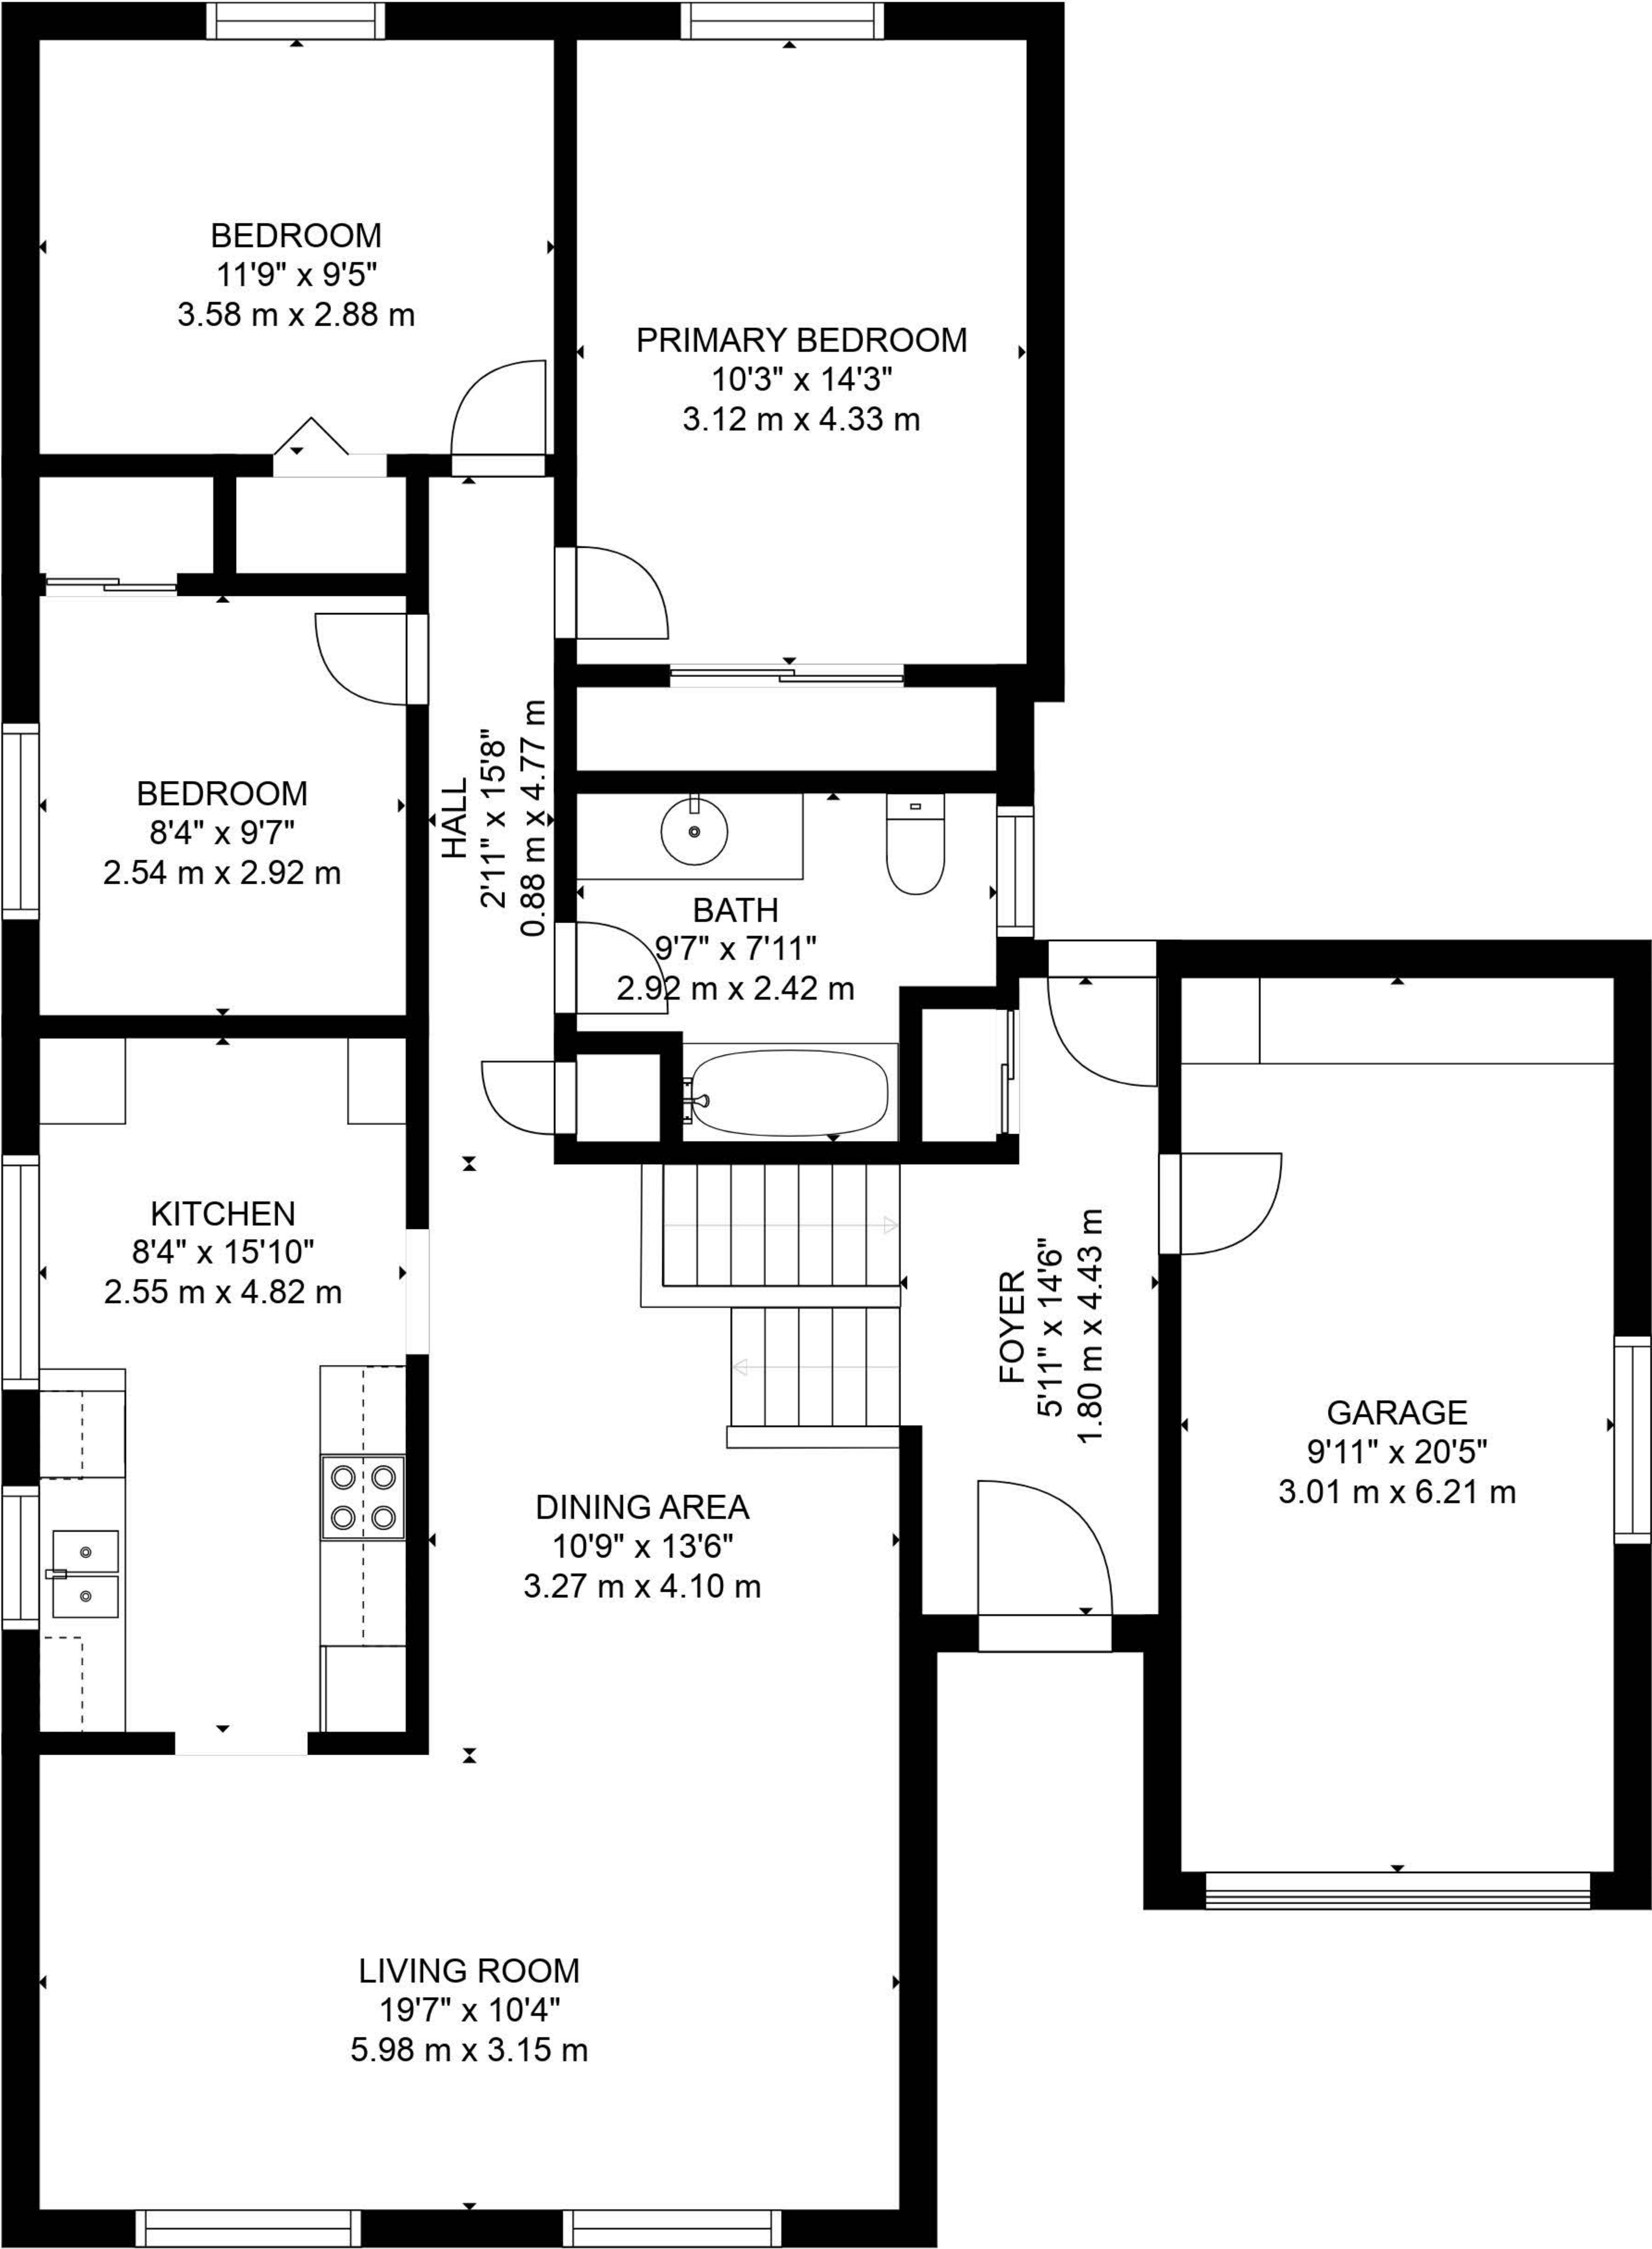 BEDROOM
11'9" x 9'5"
3.58 m x 2.88 m
PRIMARY BEDROOM
10'3" x 14'3"
3.12 m x 4.33 m
BEDROOM
8'4" x 9'7"
2.54 m x 2.92 m
HALL
2'11" x 15'8"
0.88 m x 4.77 m
BATH
9'7" x 7'11"
2.92 m x 2.42 m
KITCHEN
8'4" x 15'10"
2.55 m x 4.82 m
FOYER
5'11" x 14'6"
1.80 m x 4.43 m
GARAGE
9'11" x 20'5"
3.01 m x 6.21 m
DINING AREA
10'9" x 13'6"
3.27 m x 4.10 m
LIVING ROOM
19'7" x 10'4"
5.98 m x 3.15 m